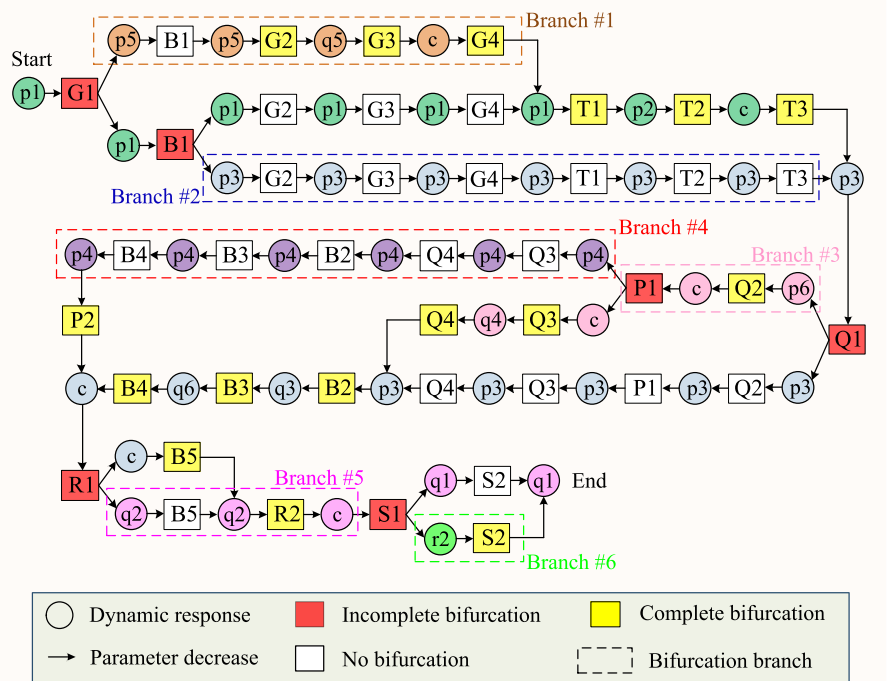 Branch #1
p5 B1 p5 G2 q5 G3 c G4
Start
p1 G1
p1 G2 p1 G3 p1 G4 p1 T1 p2 T2 c T3
p1 B1
p3 G2 p3 G3 p3 G4 p3 T1 p3 T2 p3 T3 p3
Branch #2
Branch #4
p4 B4 p4 B3 p4 B2 p4 Q4 p4 Q3 p4
Branch #3
P1 c Q2 p6
P2 Q4 q4 Q3 c
Q1
c B4 q6 B3 q3 B2 p3 Q4 p3 Q3 p3 P1 p3 Q2 p3
c B5
R1
Branch #5
q1 S2 q1 End
q2 B5 q2 R2 c S1
r2 S2
Branch #6
Dynamic response
Incomplete bifurcation
Complete bifurcation
Parameter decrease
No bifurcation
Bifurcation branch